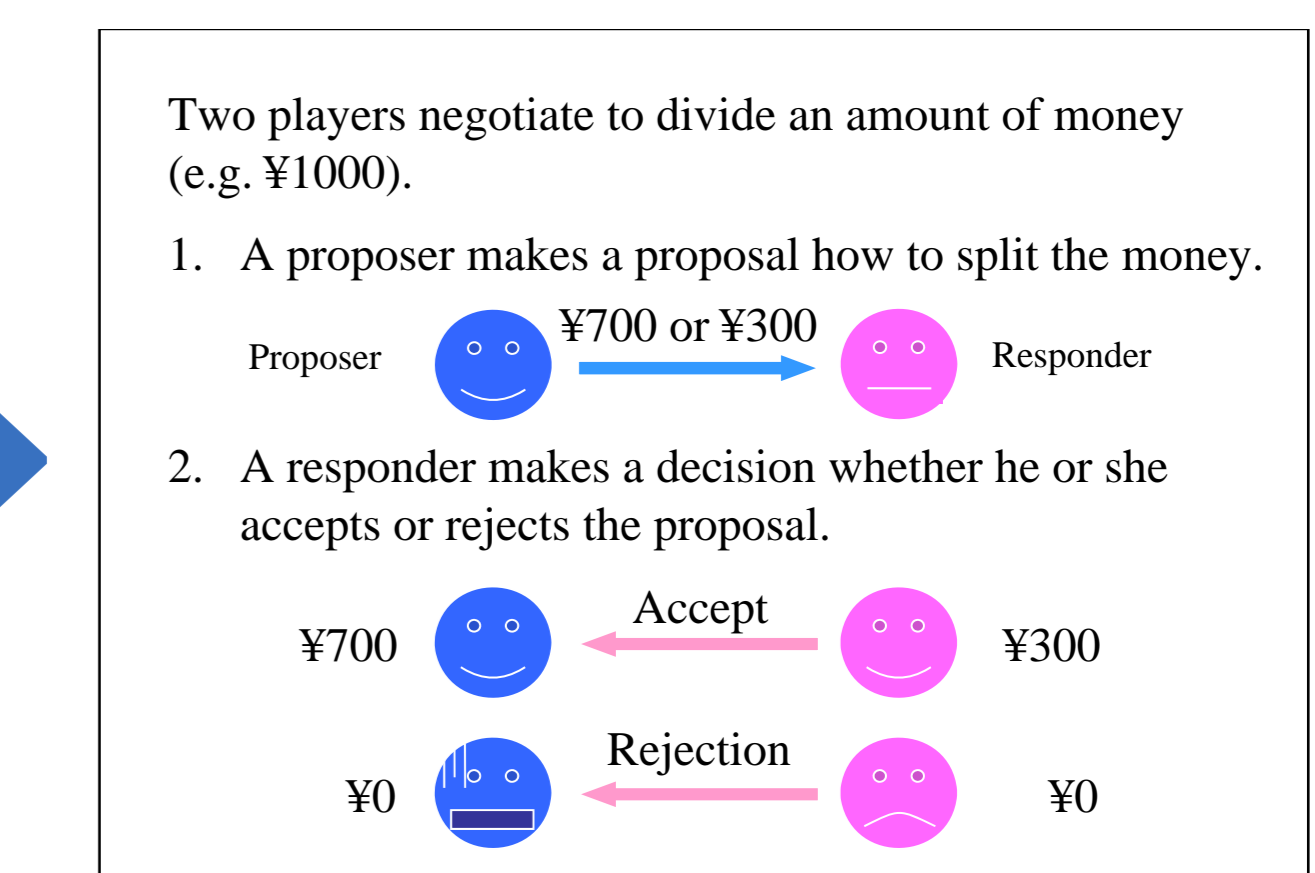 Two players negotiate to divide an amount of money
(e.g. ¥1000).
1. A proposer makes a proposal how to split the money.
¥700 or ¥300
Proposer
Responder
2. A responder makes a decision whether he or she
accepts or rejects the proposal.
Accept
¥700
¥300
Rejection
¥0
¥0